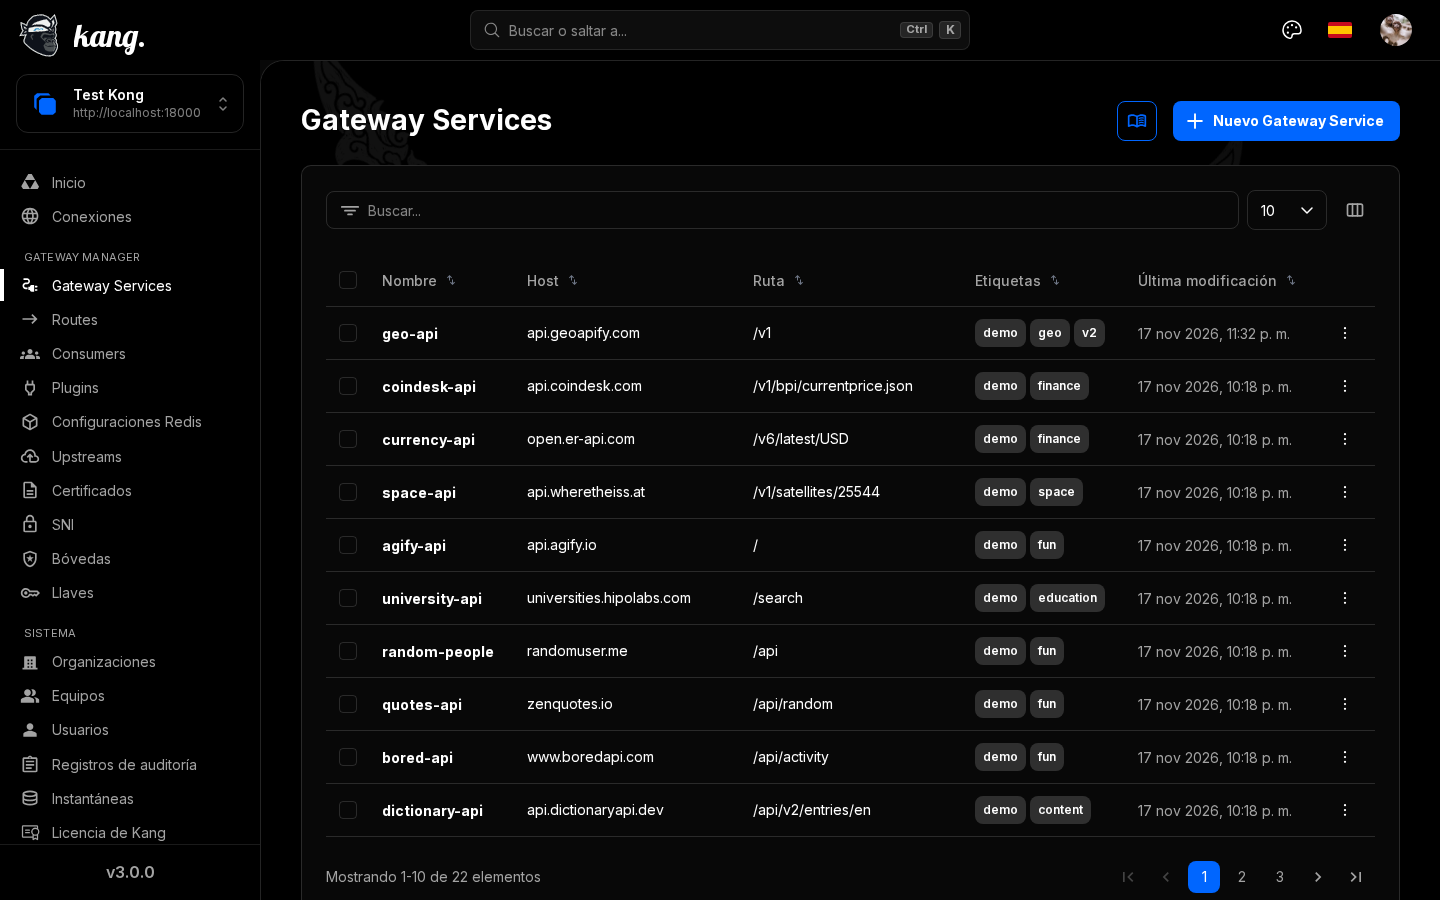 kang.
Buscar o saltar a...
Ctrl K
Test Kong
http://localhost:18000
Inicio
Conexiones
GATEWAY MANAGER
Gateway Services
Routes
Consumers
Plugins
Configuraciones Redis
Upstreams
Certificados
SNI
Bóvedas
Llaves
SISTEMA
Organizaciones
Equipos
Usuarios
Registros de auditoría
Instantáneas
Licencia de Kang
v3.0.0
Gateway Services
Nuevo Gateway Service
Buscar...
10
Nombre Host Ruta Etiquetas Última modificación
geo-api api.geoapify.com /v1 demo geo v2 17 nov 2026, 11:32 p. m.
coindesk-api api.coindesk.com /v1/bpi/currentprice.json demo finance 17 nov 2026, 10:18 p. m.
currency-api open.er-api.com /v6/latest/USD demo finance 17 nov 2026, 10:18 p. m.
space-api api.wheretheiss.at /v1/satellites/25544 demo space 17 nov 2026, 10:18 p. m.
agify-api api.agify.io / demo fun 17 nov 2026, 10:18 p. m.
university-api universities.hipolabs.com /search demo education 17 nov 2026, 10:18 p. m.
random-people randomuser.me /api demo fun 17 nov 2026, 10:18 p. m.
quotes-api zenquotes.io /api/random demo fun 17 nov 2026, 10:18 p. m.
bored-api www.boredapi.com /api/activity demo fun 17 nov 2026, 10:18 p. m.
dictionary-api api.dictionaryapi.dev /api/v2/entries/en demo content 17 nov 2026, 10:18 p. m.
Mostrando 1-10 de 22 elementos
1 2 3